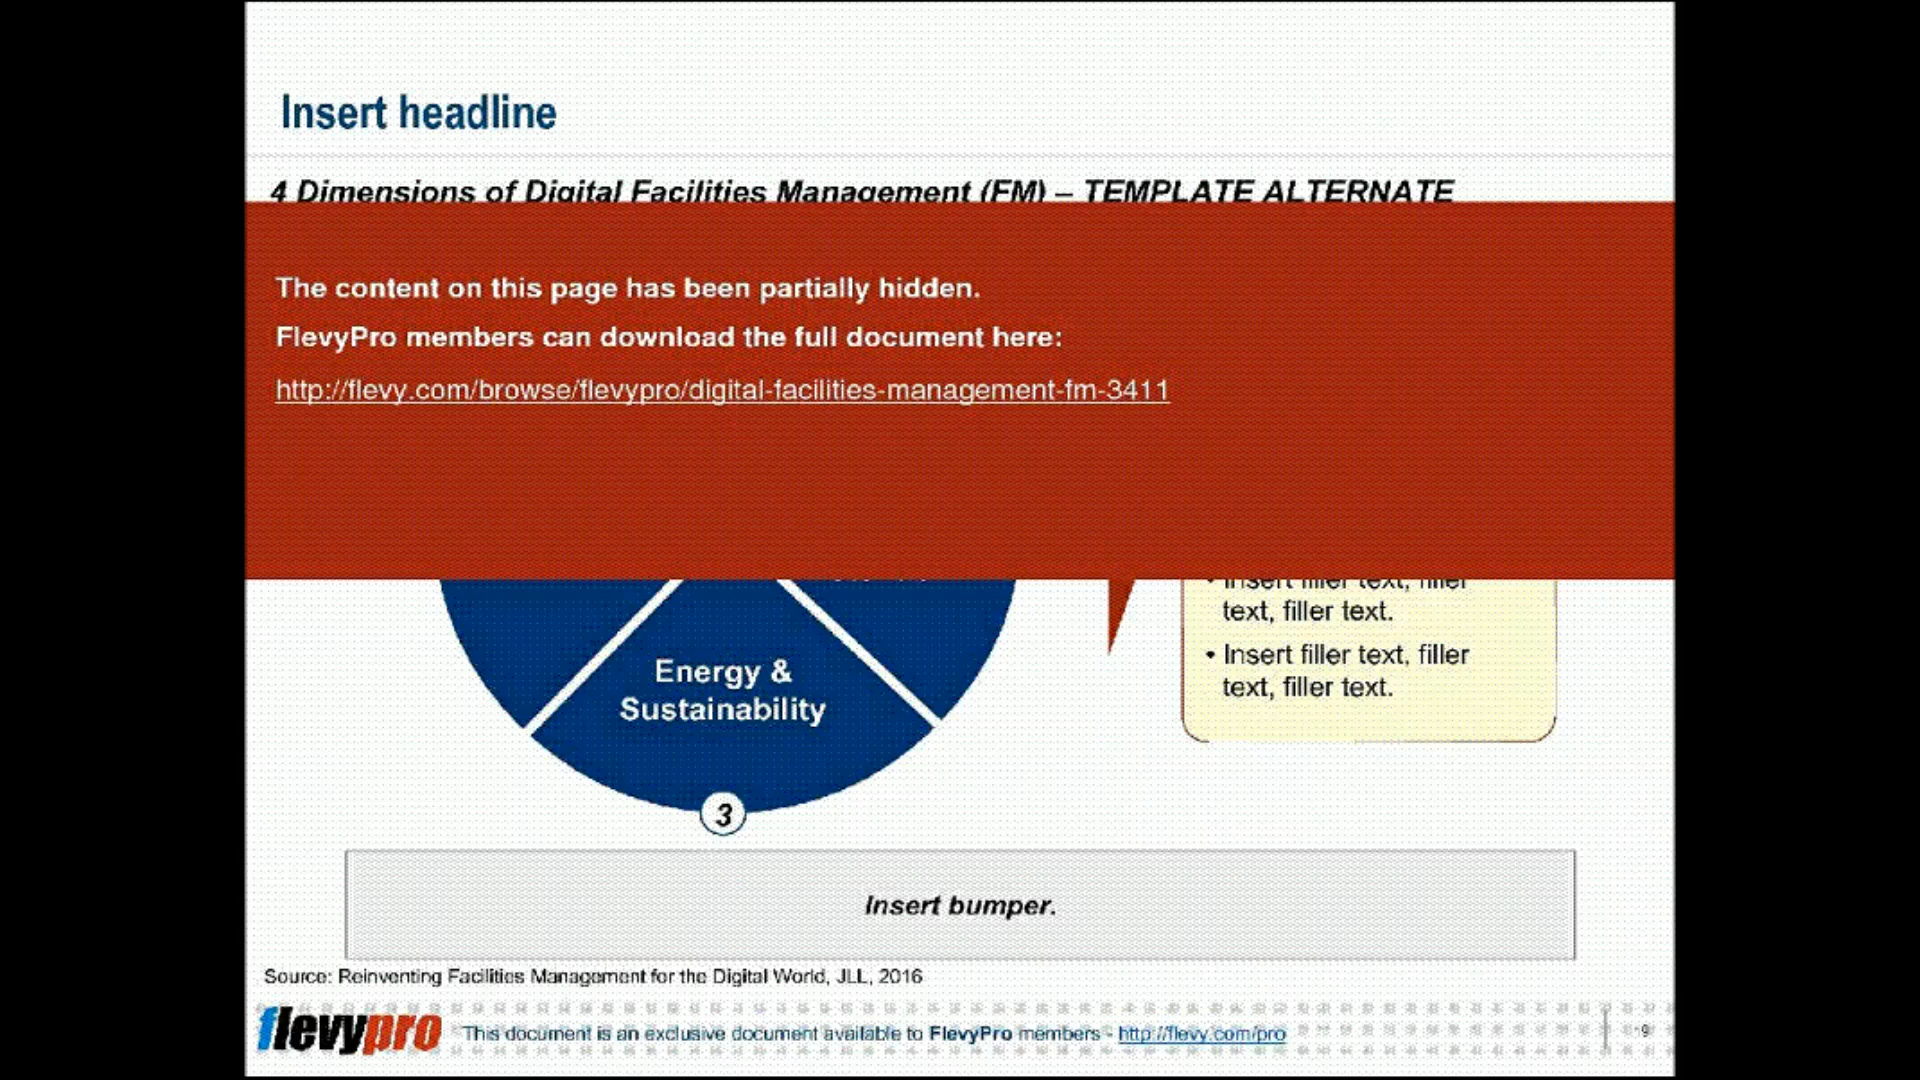 Insert headline
4 Dimensions of Digital Facilities Management (FM) – TEMPLATE ALTERNATE
The content on this page has been partially hidden.
FlevyPro members can download the full document here:
http://flevy.com/browse/flevypro/digital-facilities-management-fm-3411
• Insert filler text, filler
text, filler text.
• Insert filler text, filler
text, filler text.
Energy &
Sustainability
3
Insert bumper.
Source: Reinventing Facilities Management for the Digital World, JLL, 2016
flevypro This document is an exclusive document available to FlevyPro members - http://flevy.com/pro
9